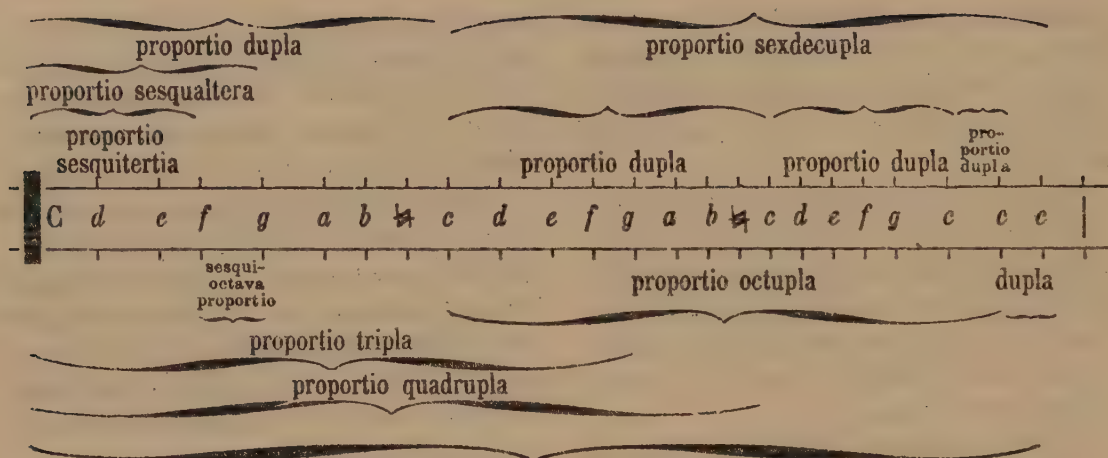 proportio dupla
proportio sexdecupla
proportio sesqualtera
proportio
sesquitertia
proportio dupla
proportio dupla
pro-
portio
dupla
C d e f g a b ♮ c d e f g a b ♮ c d e f g c c c
sesqui-
octava
proportio
proportio octupla
dupla
proportio tripla
proportio quadrupla